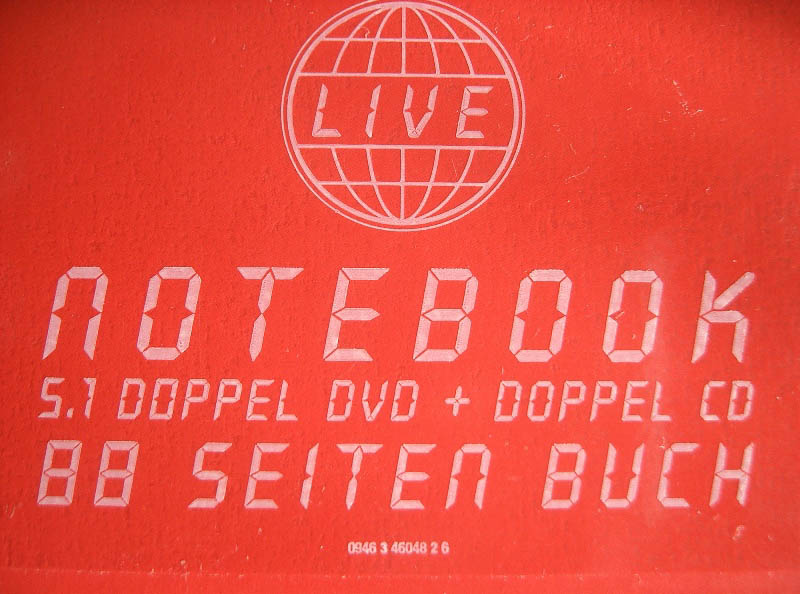 LIVE
NOTEBOOK
5.1 DOPPEL DVD + DOPPEL CD
88 SEITEN BUCH
0946 3 46048 2 6